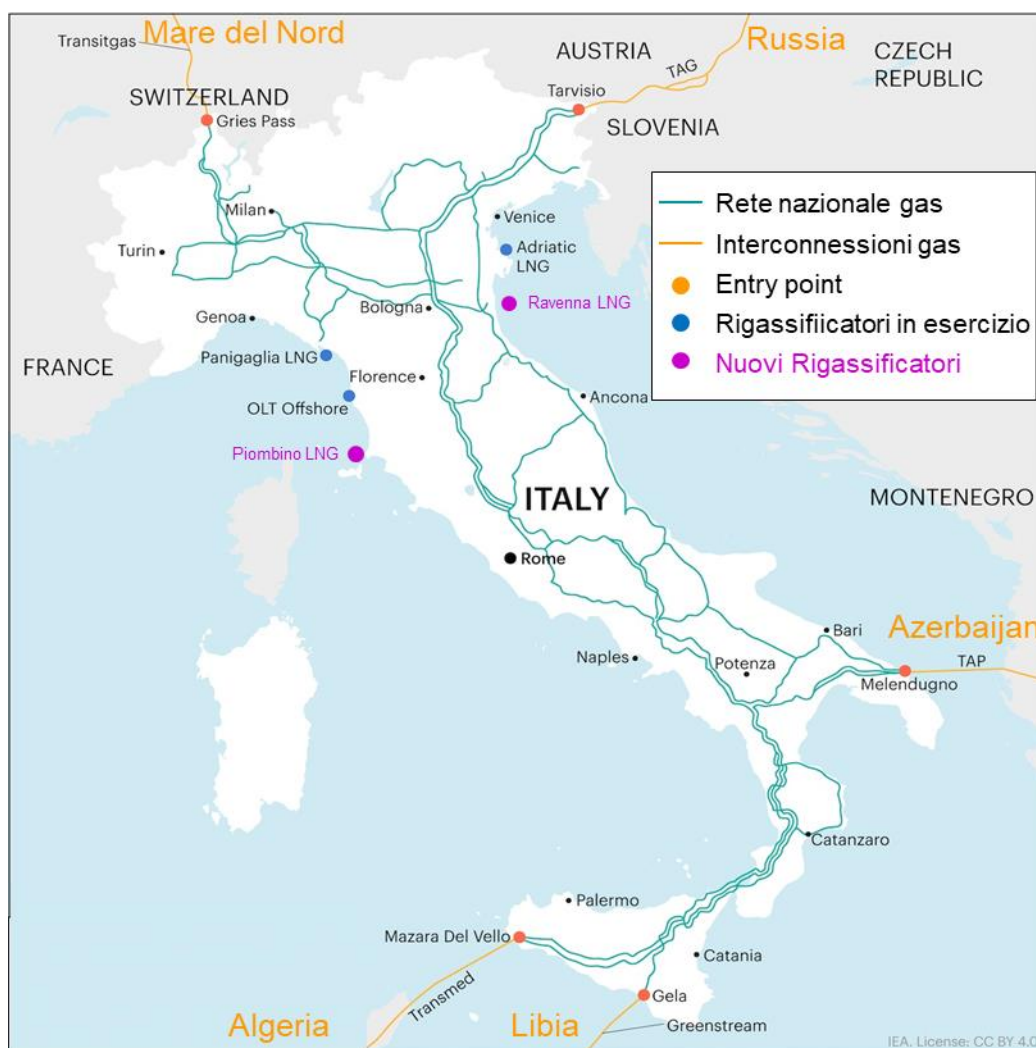 Mare del Nord
Transitgas
AUSTRIA
Russia
CZECH
REPUBLIC
TAG
SWITZERLAND
Tarvisio
Gries Pass
SLOVENIA
Rete nazionale gas
Interconnessioni gas
Entry point
Rigassifiicatori in esercizio
Nuovi Rigassificatori
Milan
Venice
Turin
Adriatic
LNG
Ravenna LNG
Genoa
Bologna
Panigaglia LNG
FRANCE
Florence
OLT Offshore
Ancona
Piombino LNG
ITALY
MONTENEGRO
Rome
Bari
Azerbaijan
Naples
Potenza
TAP
Melendugno
Catanzaro
Palermo
Mazara Del Vello
Catania
Transmed
Gela
Algeria
Libia
Greenstream
IEA. License: CC BY 4.0